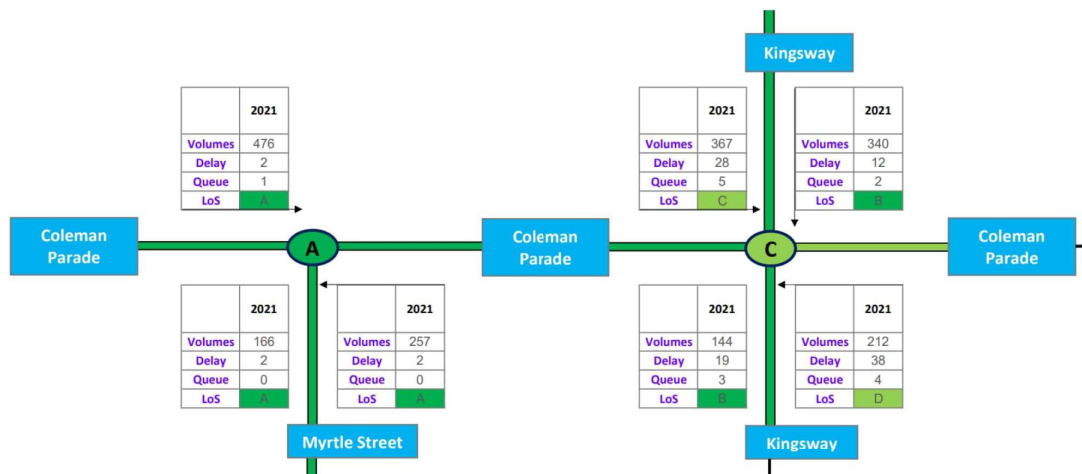 Kingsway
2021
Volumes 476
Delay 2
Queue 1
LoS A
2021
Volumes 367
Delay 28
Queue 5
LoS C
2021
Volumes 340
Delay 12
Queue 2
LoS B
Coleman
Parade
A
Coleman
Parade
C
Coleman
Parade
2021
Volumes 166
Delay 2
Queue 0
LoS A
2021
Volumes 257
Delay 2
Queue 0
LoS A
2021
Volumes 144
Delay 19
Queue 3
LoS B
2021
Volumes 212
Delay 38
Queue 4
LoS D
Myrtle Street
Kingsway